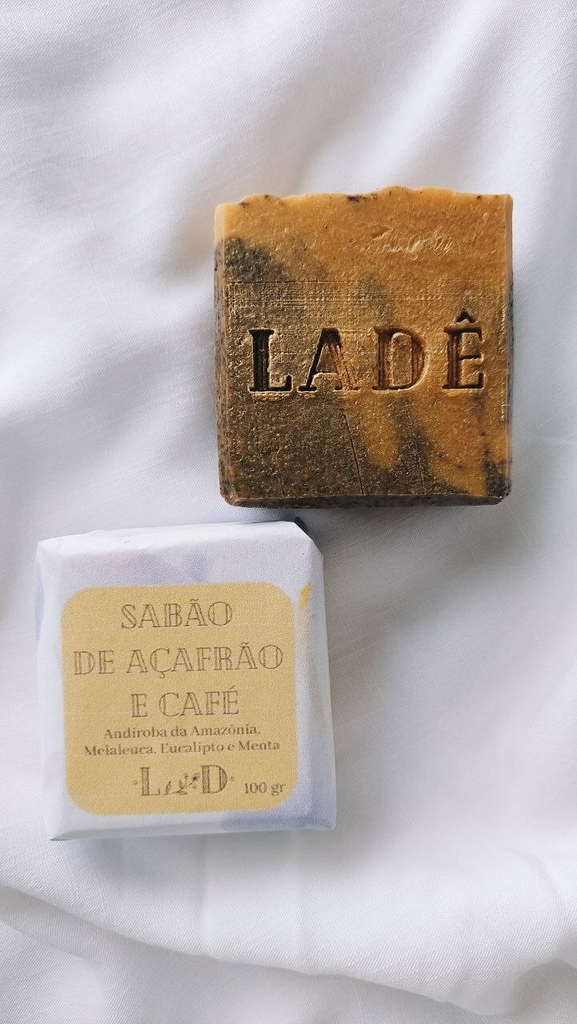 LADÊ
SABÃO
DE AÇAFRÃO
E CAFÉ
Andiroba da Amazônia,
Melaleuca, Eucalipto e Menta
L D
100 gr